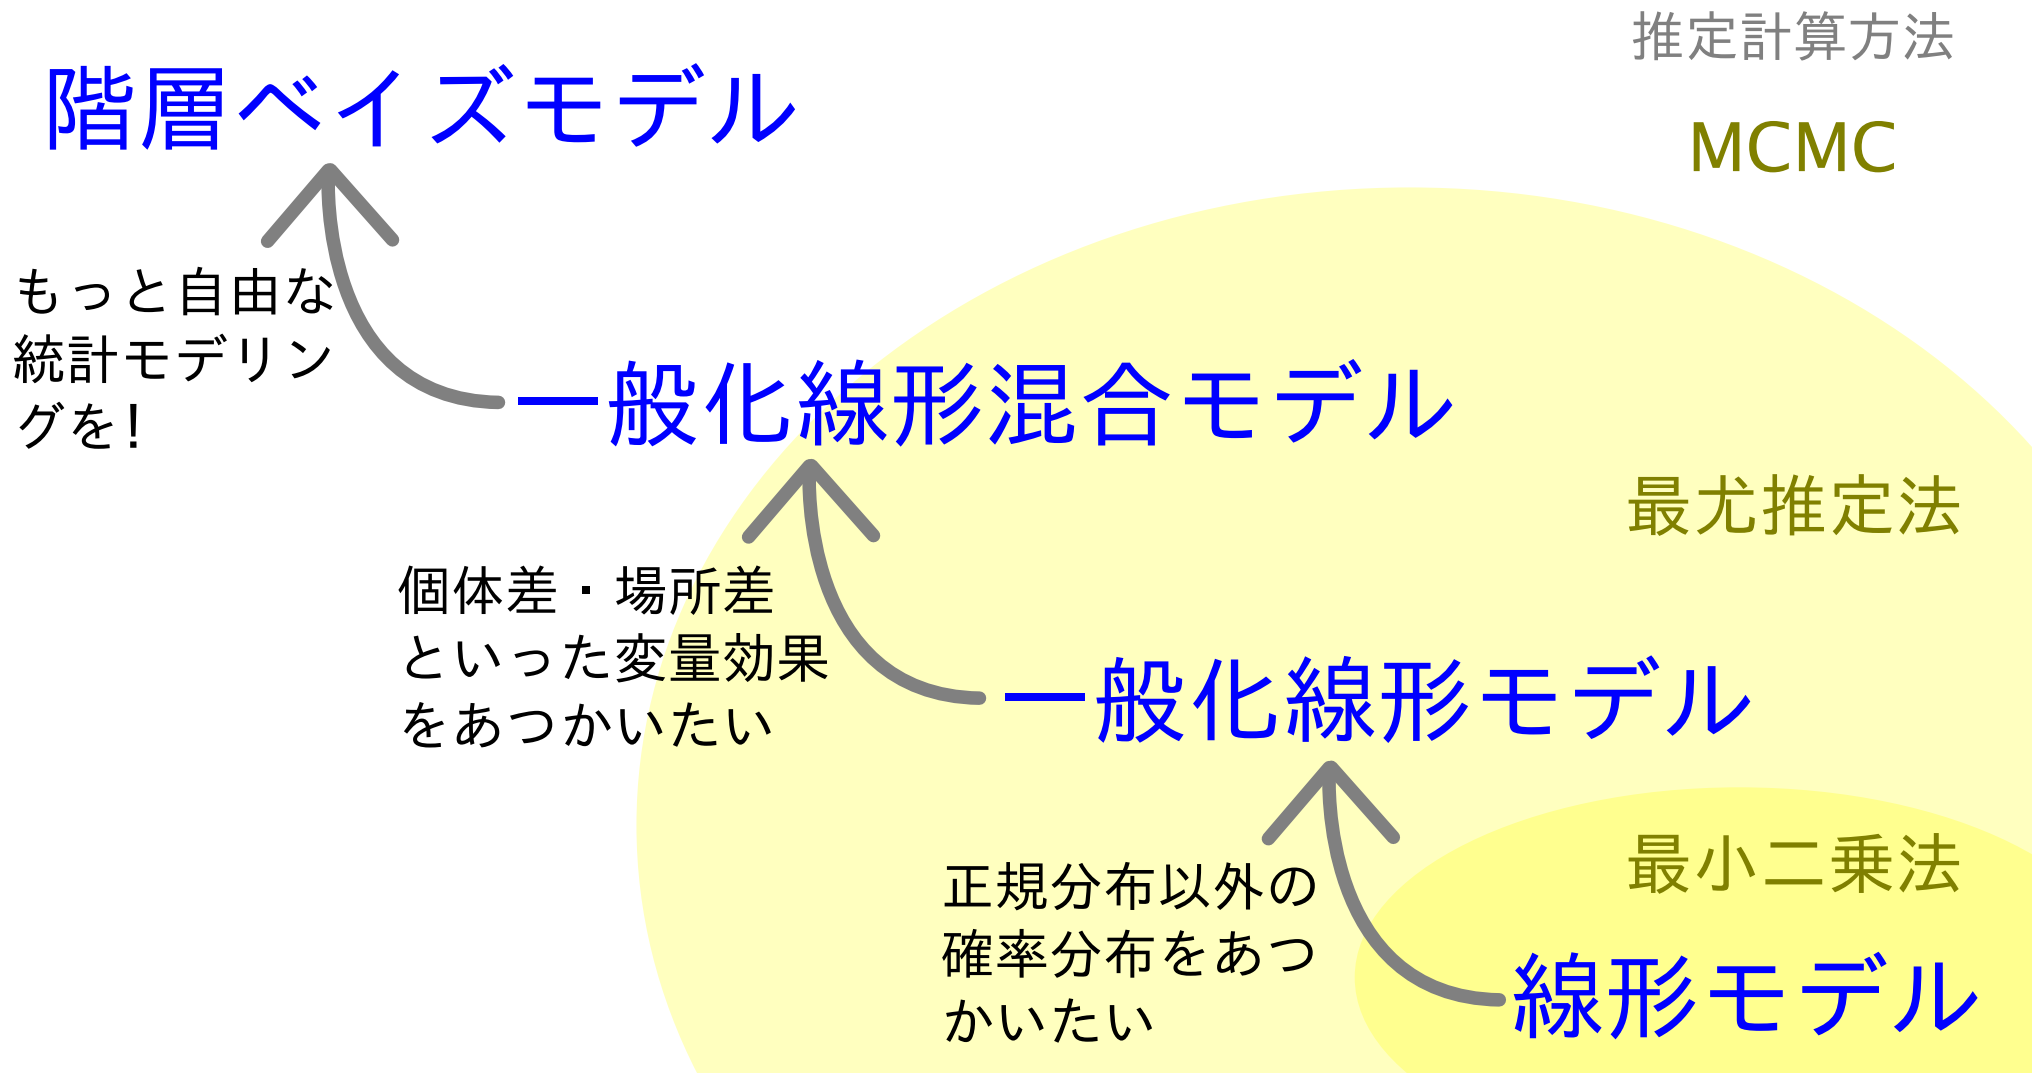 推定計算方法
階層ベイズモデル
MCMC
もっと自由な
統計モデリン
グを!
一般化線形混合モデル
最尤推定法
個体差・場所差
といった変量効果
をあつかいたい
一般化線形モデル
最小二乗法
正規分布以外の
確率分布をあつ
かいたい
線形モデル